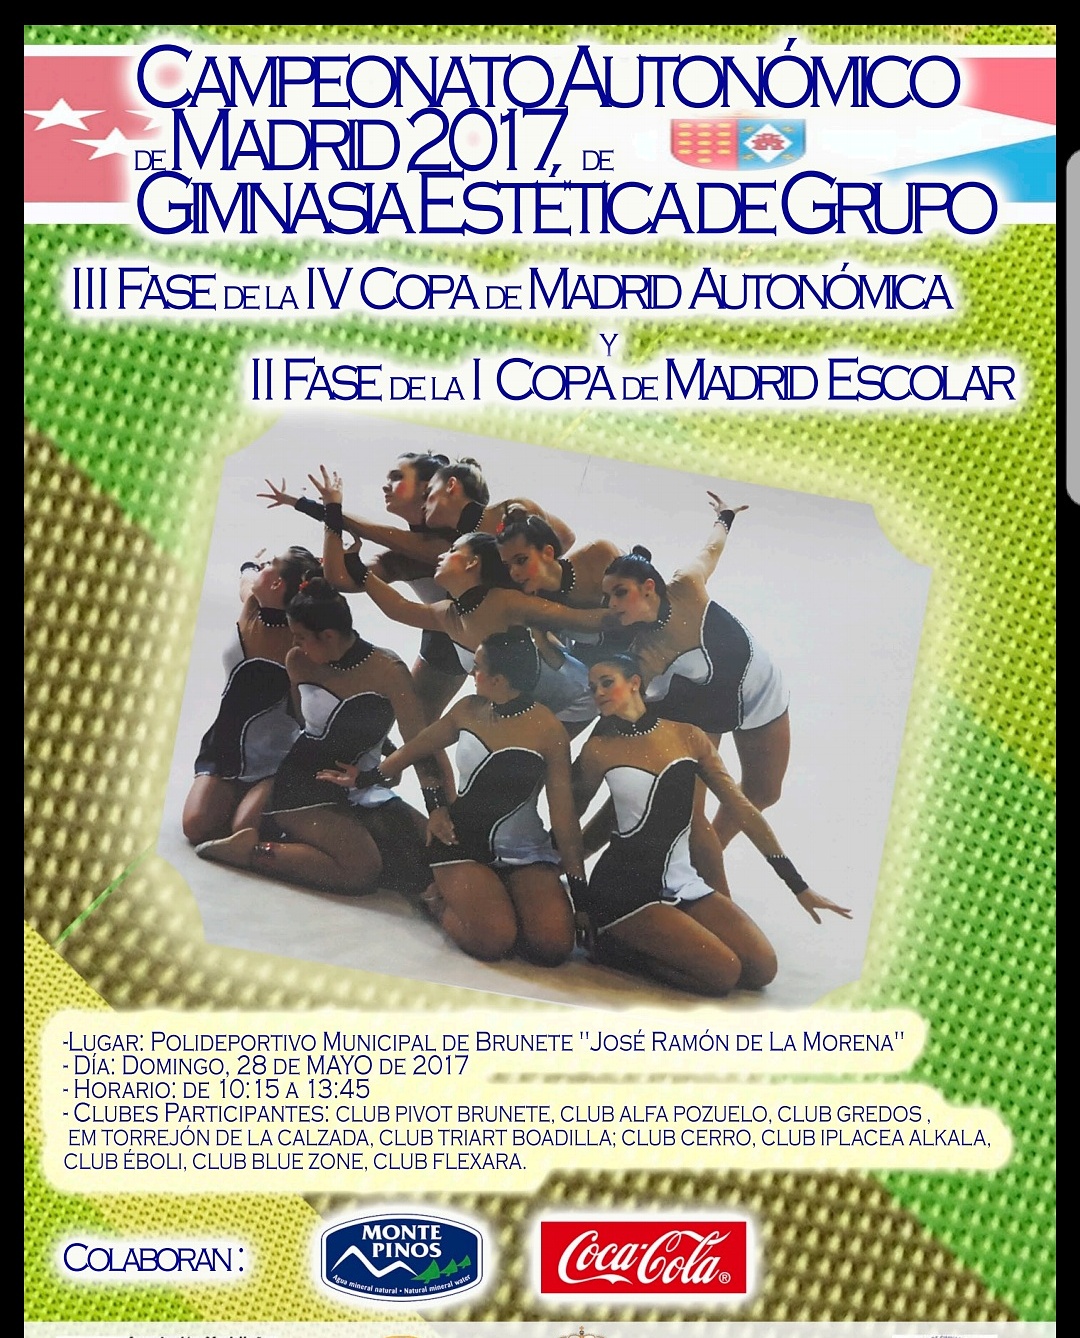 Campeonato Autonómico
de Madrid 2017, de
Gimnasia Estética de Grupo
III Fase de la IV Copa de Madrid Autonómica
y
II Fase de la I Copa de Madrid Escolar
-Lugar: Polideportivo Municipal de Brunete "José Ramón de La Morena"
- Día: Domingo, 28 de MAYO de 2017
- Horario: de 10:15 a 13:45
- Clubes Participantes: CLUB PIVOT BRUNETE, CLUB ALFA POZUELO, CLUB GREDOS ,
EM TORREJÓN DE LA CALZADA, CLUB TRIART BOADILLA; CLUB CERRO, CLUB IPLACEA ALKALA,
CLUB ÉBOLI, CLUB BLUE ZONE, CLUB FLEXARA.
Colaboran :
MONTE
PINOS
Agua mineral natural • Natural mineral water
Coca-Cola®